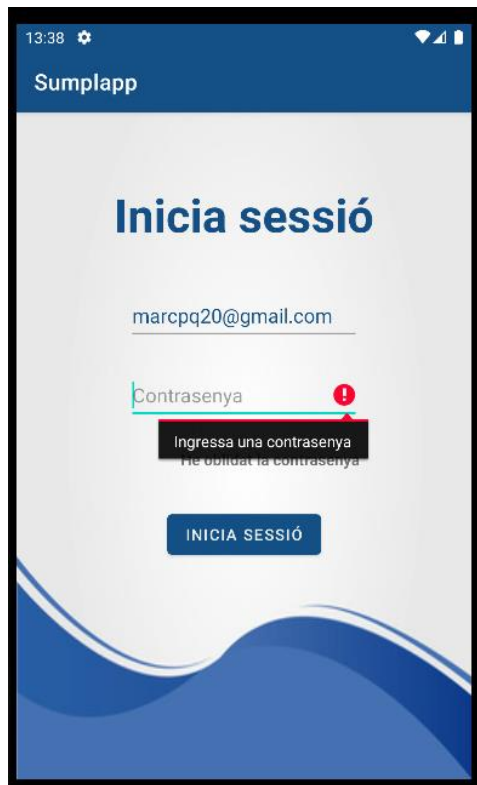 13:38
Sumplapp
Inicia sessió
marcpq20@gmail.com
Contrasenya
Ingressa una contrasenya
He oblidat la contrasenya
INICIA SESSIÓ